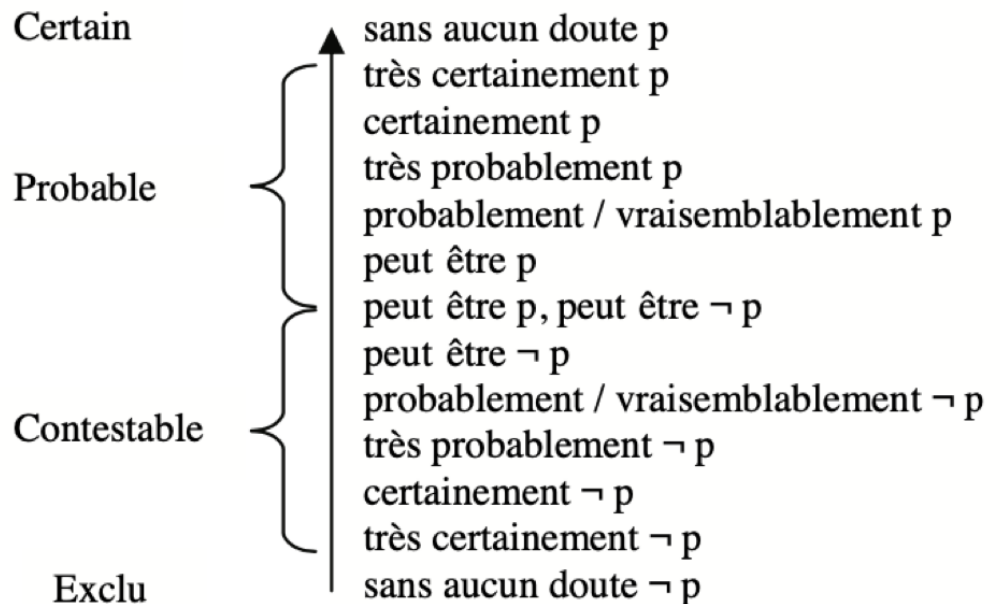 Certain sans aucun doute p
très certainement p
certainement p
très probablement p
Probable
probablement / vraisemblablement p
peut être p
peut être p, peut être ¬ p
peut être ¬ p
probablement / vraisemblablement ¬ p
Contestable
très probablement ¬ p
certainement ¬ p
très certainement ¬ p
Exclu sans aucun doute ¬ p